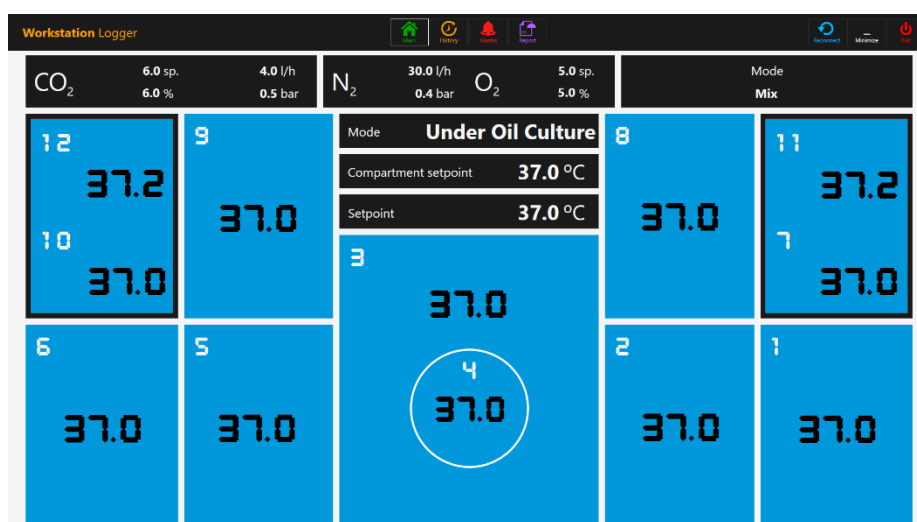 Workstation Logger
Main History Alarms Report
Reconnect Minimize Exit
CO2 6.0 sp. 4.0 l/h
6.0 % 0.5 bar
N2 30.0 l/h O2 5.0 sp.
0.4 bar 5.0 %
Mode
Mix
12
37.2
10
37.0
9
37.0
Mode Under Oil Culture
Compartment setpoint 37.0 ºC
Setpoint 37.0 ºC
8
37.0
11
37.2
7
37.0
3
37.0
4
37.0
6
37.0
5
37.0
2
37.0
1
37.0